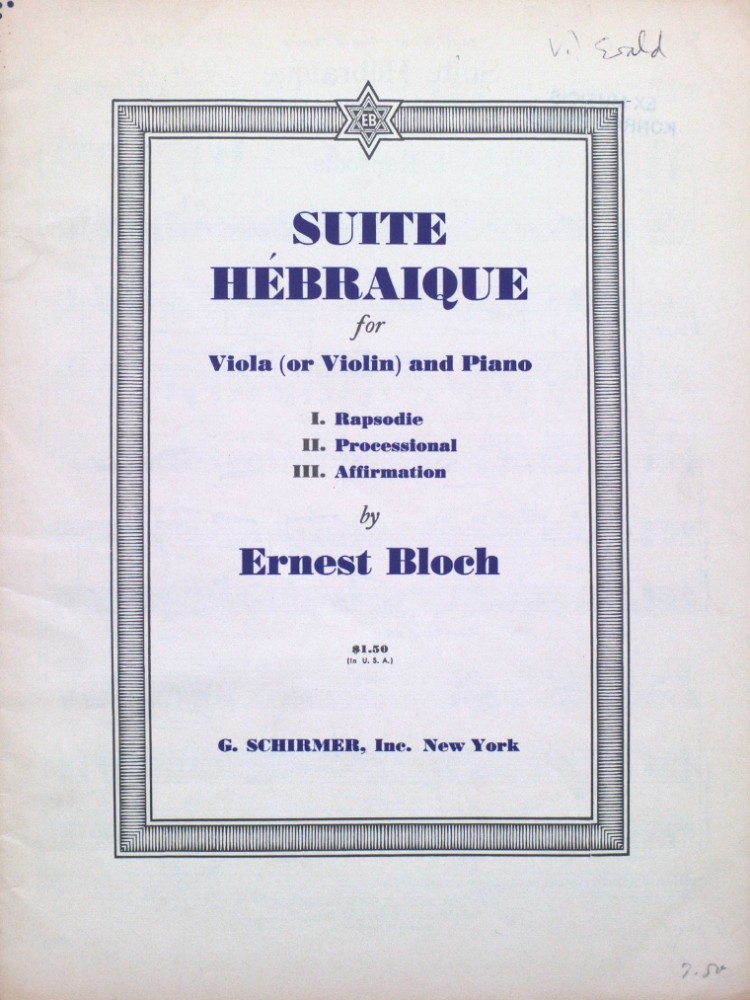 EB
SUITE
HÉBRAIQUE
for
Viola (or Violin) and Piano
I. Rapsodie
II. Processional
III. Affirmation
by
Ernest Bloch
$1.50
(In U. S. A.)
G. SCHIRMER, Inc. New York